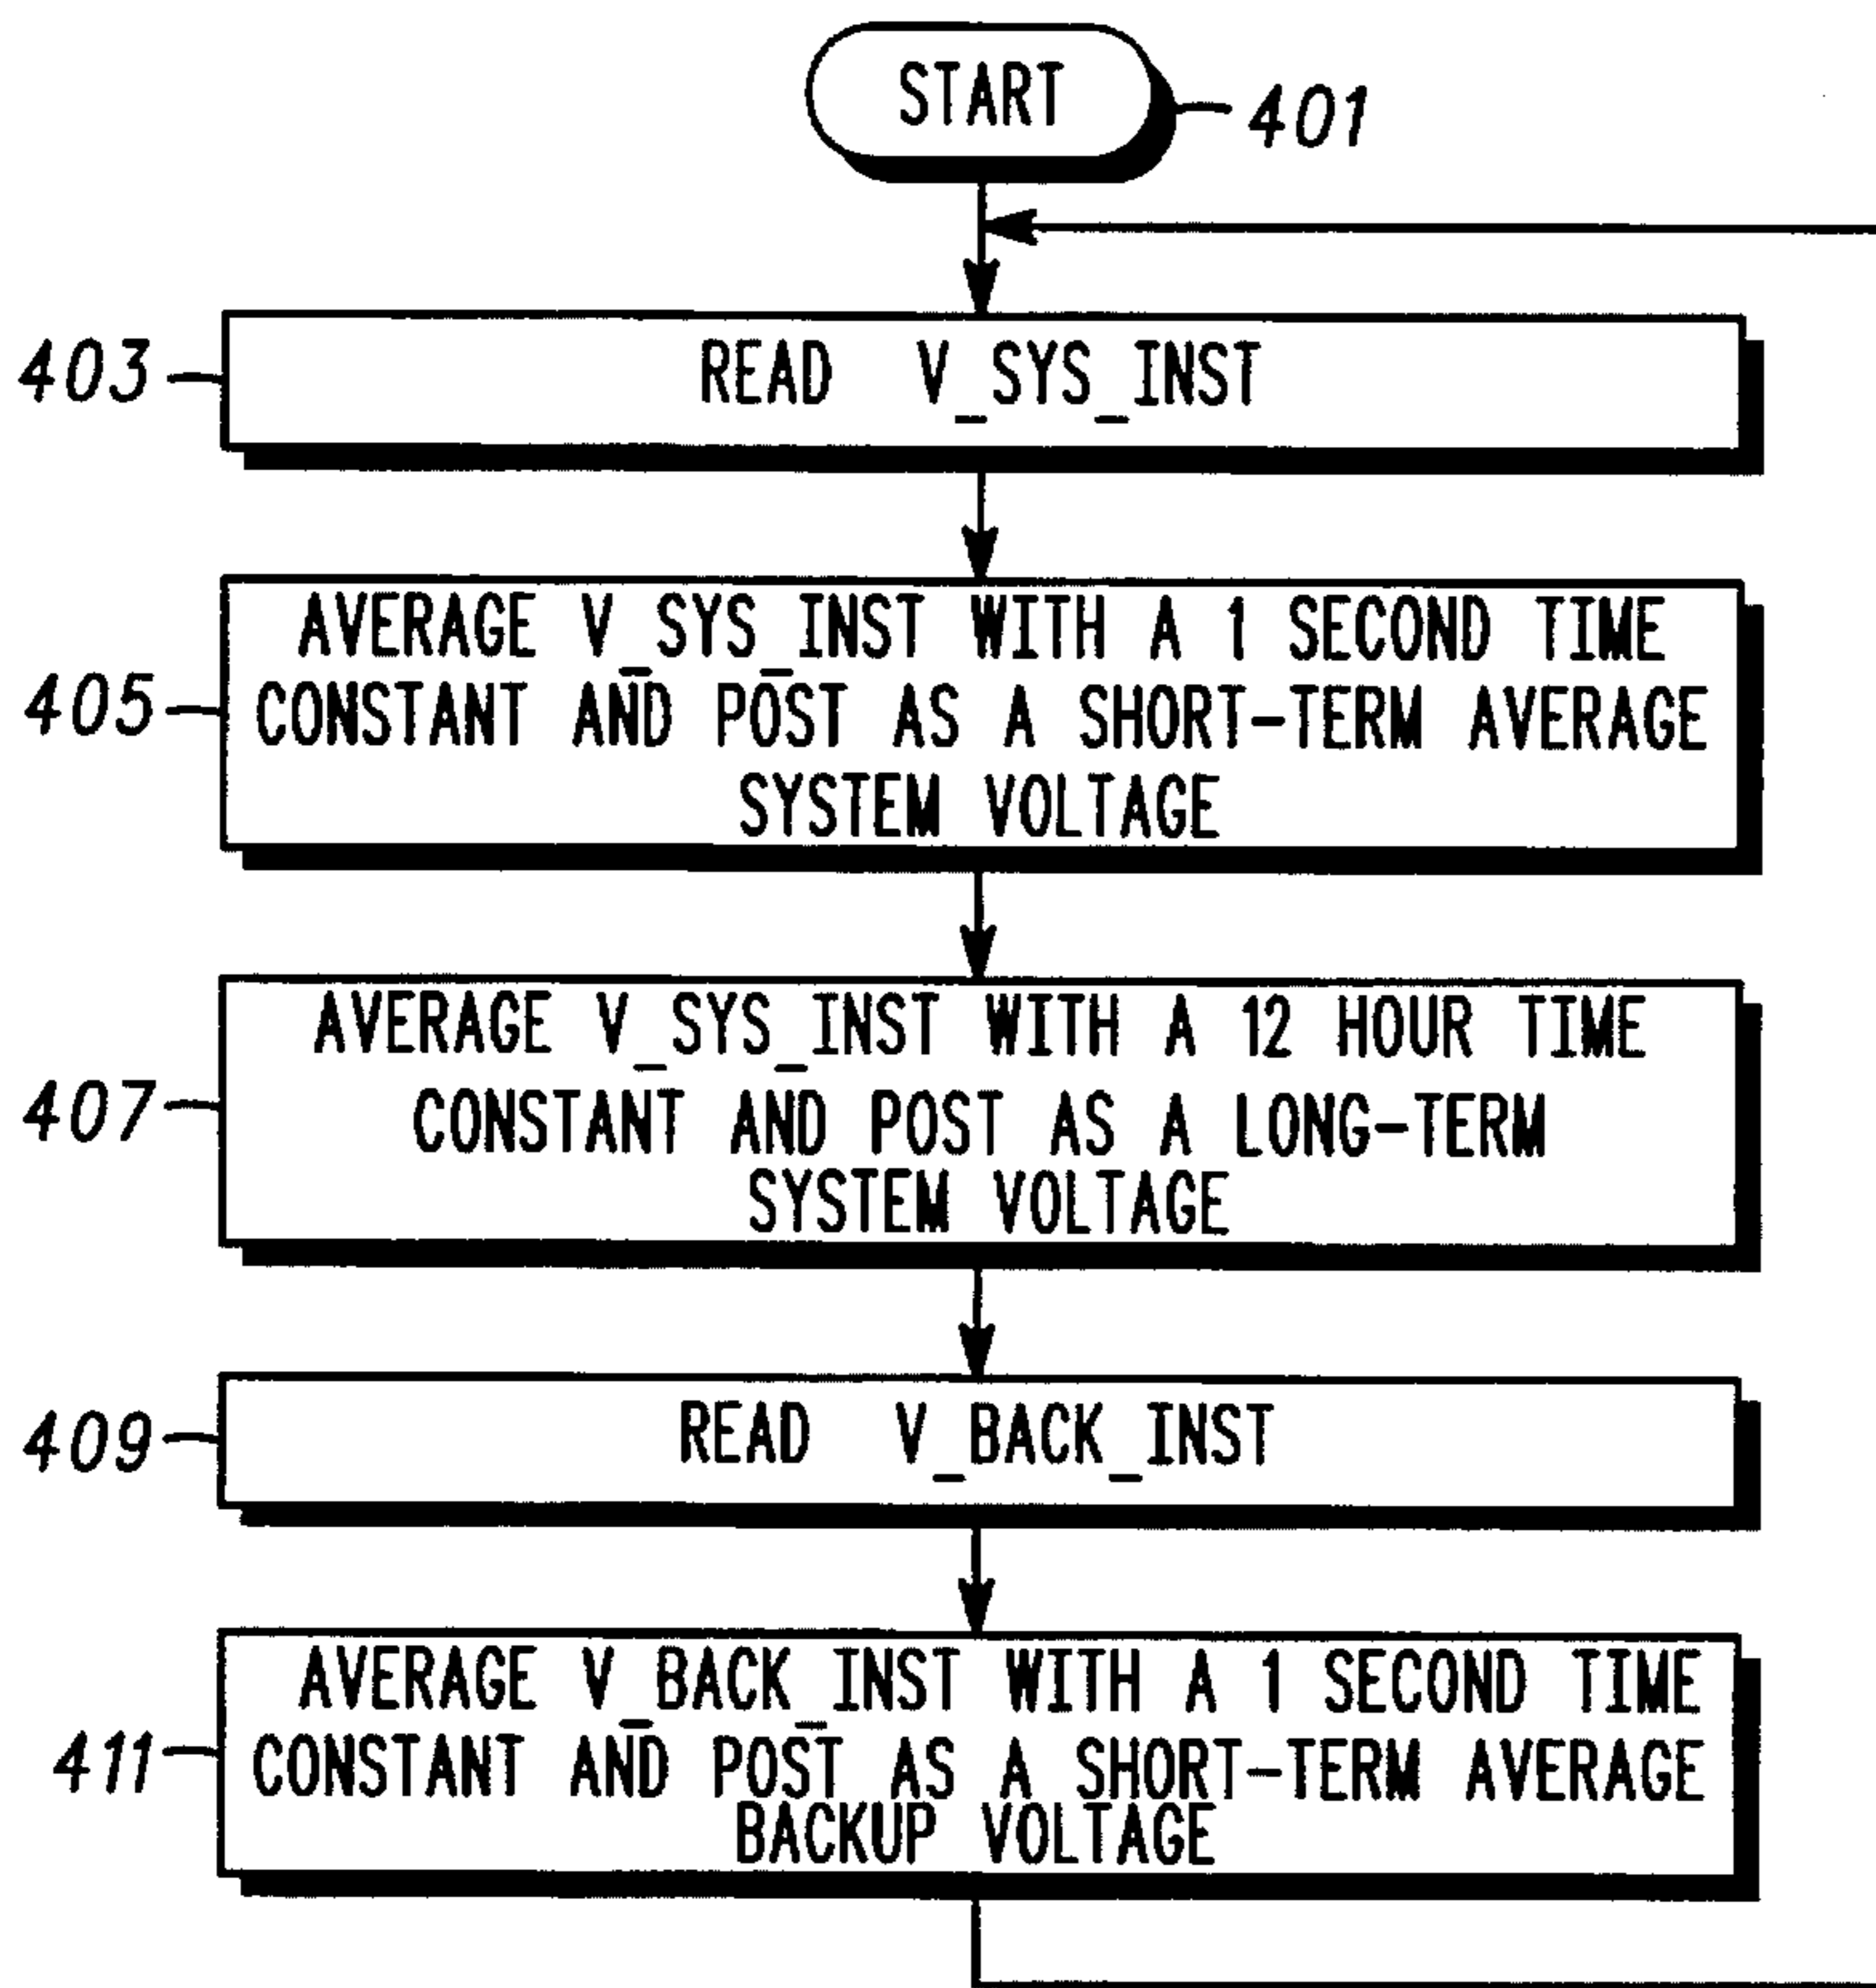 START
401
403
READ V_SYS_INST
405
AVERAGE V_SYS_INST WITH A 1 SECOND TIME
CONSTANT AND POST AS A SHORT-TERM AVERAGE
SYSTEM VOLTAGE
407
AVERAGE V_SYS_INST WITH A 12 HOUR TIME
CONSTANT AND POST AS A LONG-TERM
SYSTEM VOLTAGE
409
READ V_BACK_INST
411
AVERAGE V_BACK_INST WITH A 1 SECOND TIME
CONSTANT AND POST AS A SHORT-TERM AVERAGE
BACKUP VOLTAGE